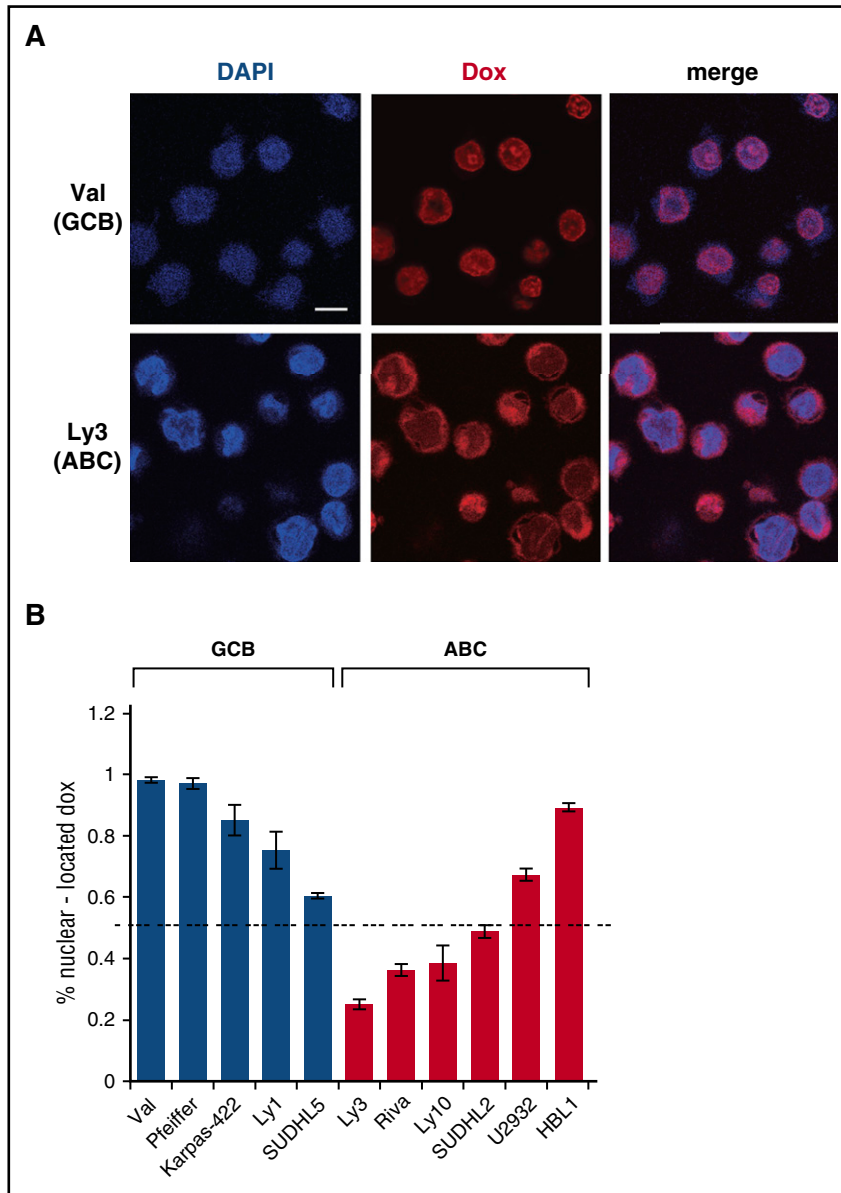 A
DAPI Dox merge
Val
(GCB)
Ly3
(ABC)
B
GCB ABC
% nuclear - located dox
1.2
1
0.8
0.6
0.4
0.2
0
Val Pfeiffer Karpas-422 Ly1 SUDHL5 Ly3 Riva Ly10 SUDHL2 U2932 HBL1